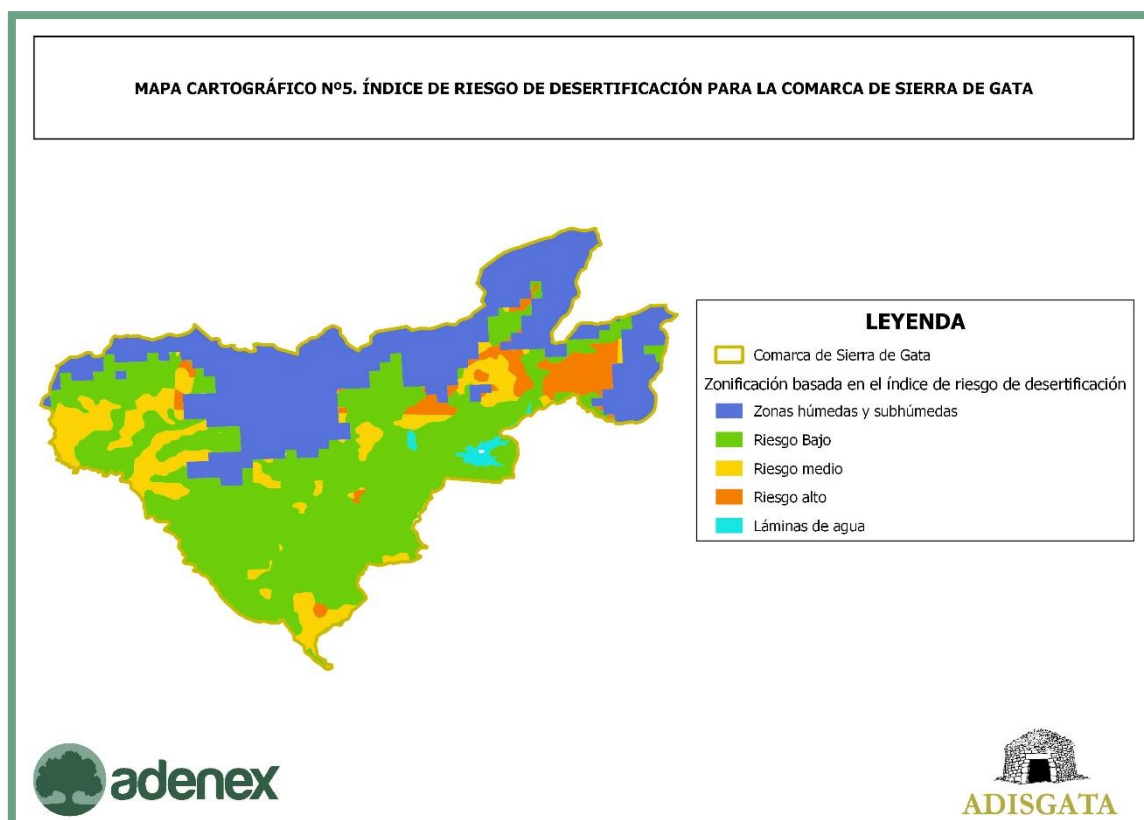 MAPA CARTOGRÁFICO Nº5. ÍNDICE DE RIESGO DE DESERTIFICACIÓN PARA LA COMARCA DE SIERRA DE GATA
LEYENDA
Comarca de Sierra de Gata
Zonificación basada en el índice de riesgo de desertificación
Zonas húmedas y subhúmedas
Riesgo Bajo
Riesgo medio
Riesgo alto
Láminas de agua
adenex
ADISGATA